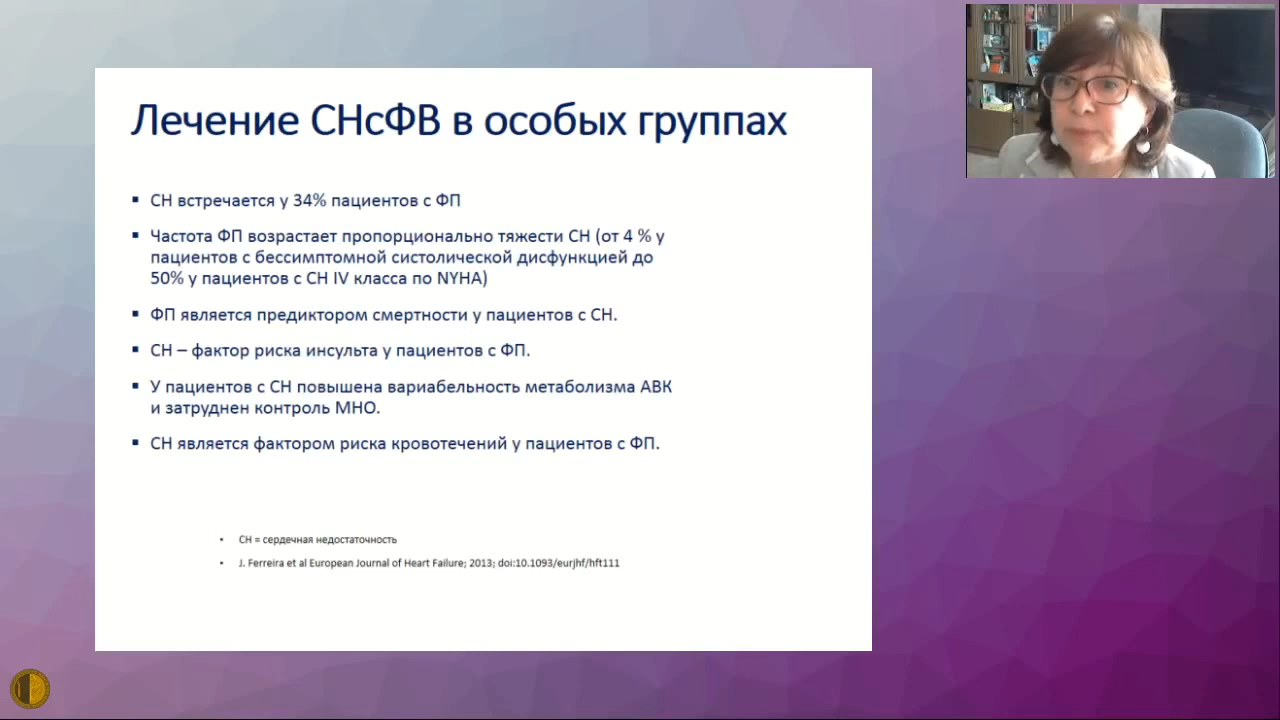 Лечение СНсФВ в особых группах
▪ СН встречается у 34% пациентов с ФП
▪ Частота ФП возрастает пропорционально тяжести СН (от 4 % у
пациентов с бессимптомной систолической дисфункцией до
50% у пациентов с СН IV класса по NYHA)
▪ ФП является предиктором смертности у пациентов с СН.
▪ СН – фактор риска инсульта у пациентов с ФП.
▪ У пациентов с СН повышена вариабельность метаболизма АВК
и затруднен контроль МНО.
▪ СН является фактором риска кровотечений у пациентов с ФП.
• СН = сердечная недостаточность
• J. Ferreira et al European Journal of Heart Failure; 2013; doi:10.1093/eurjhf/hft111